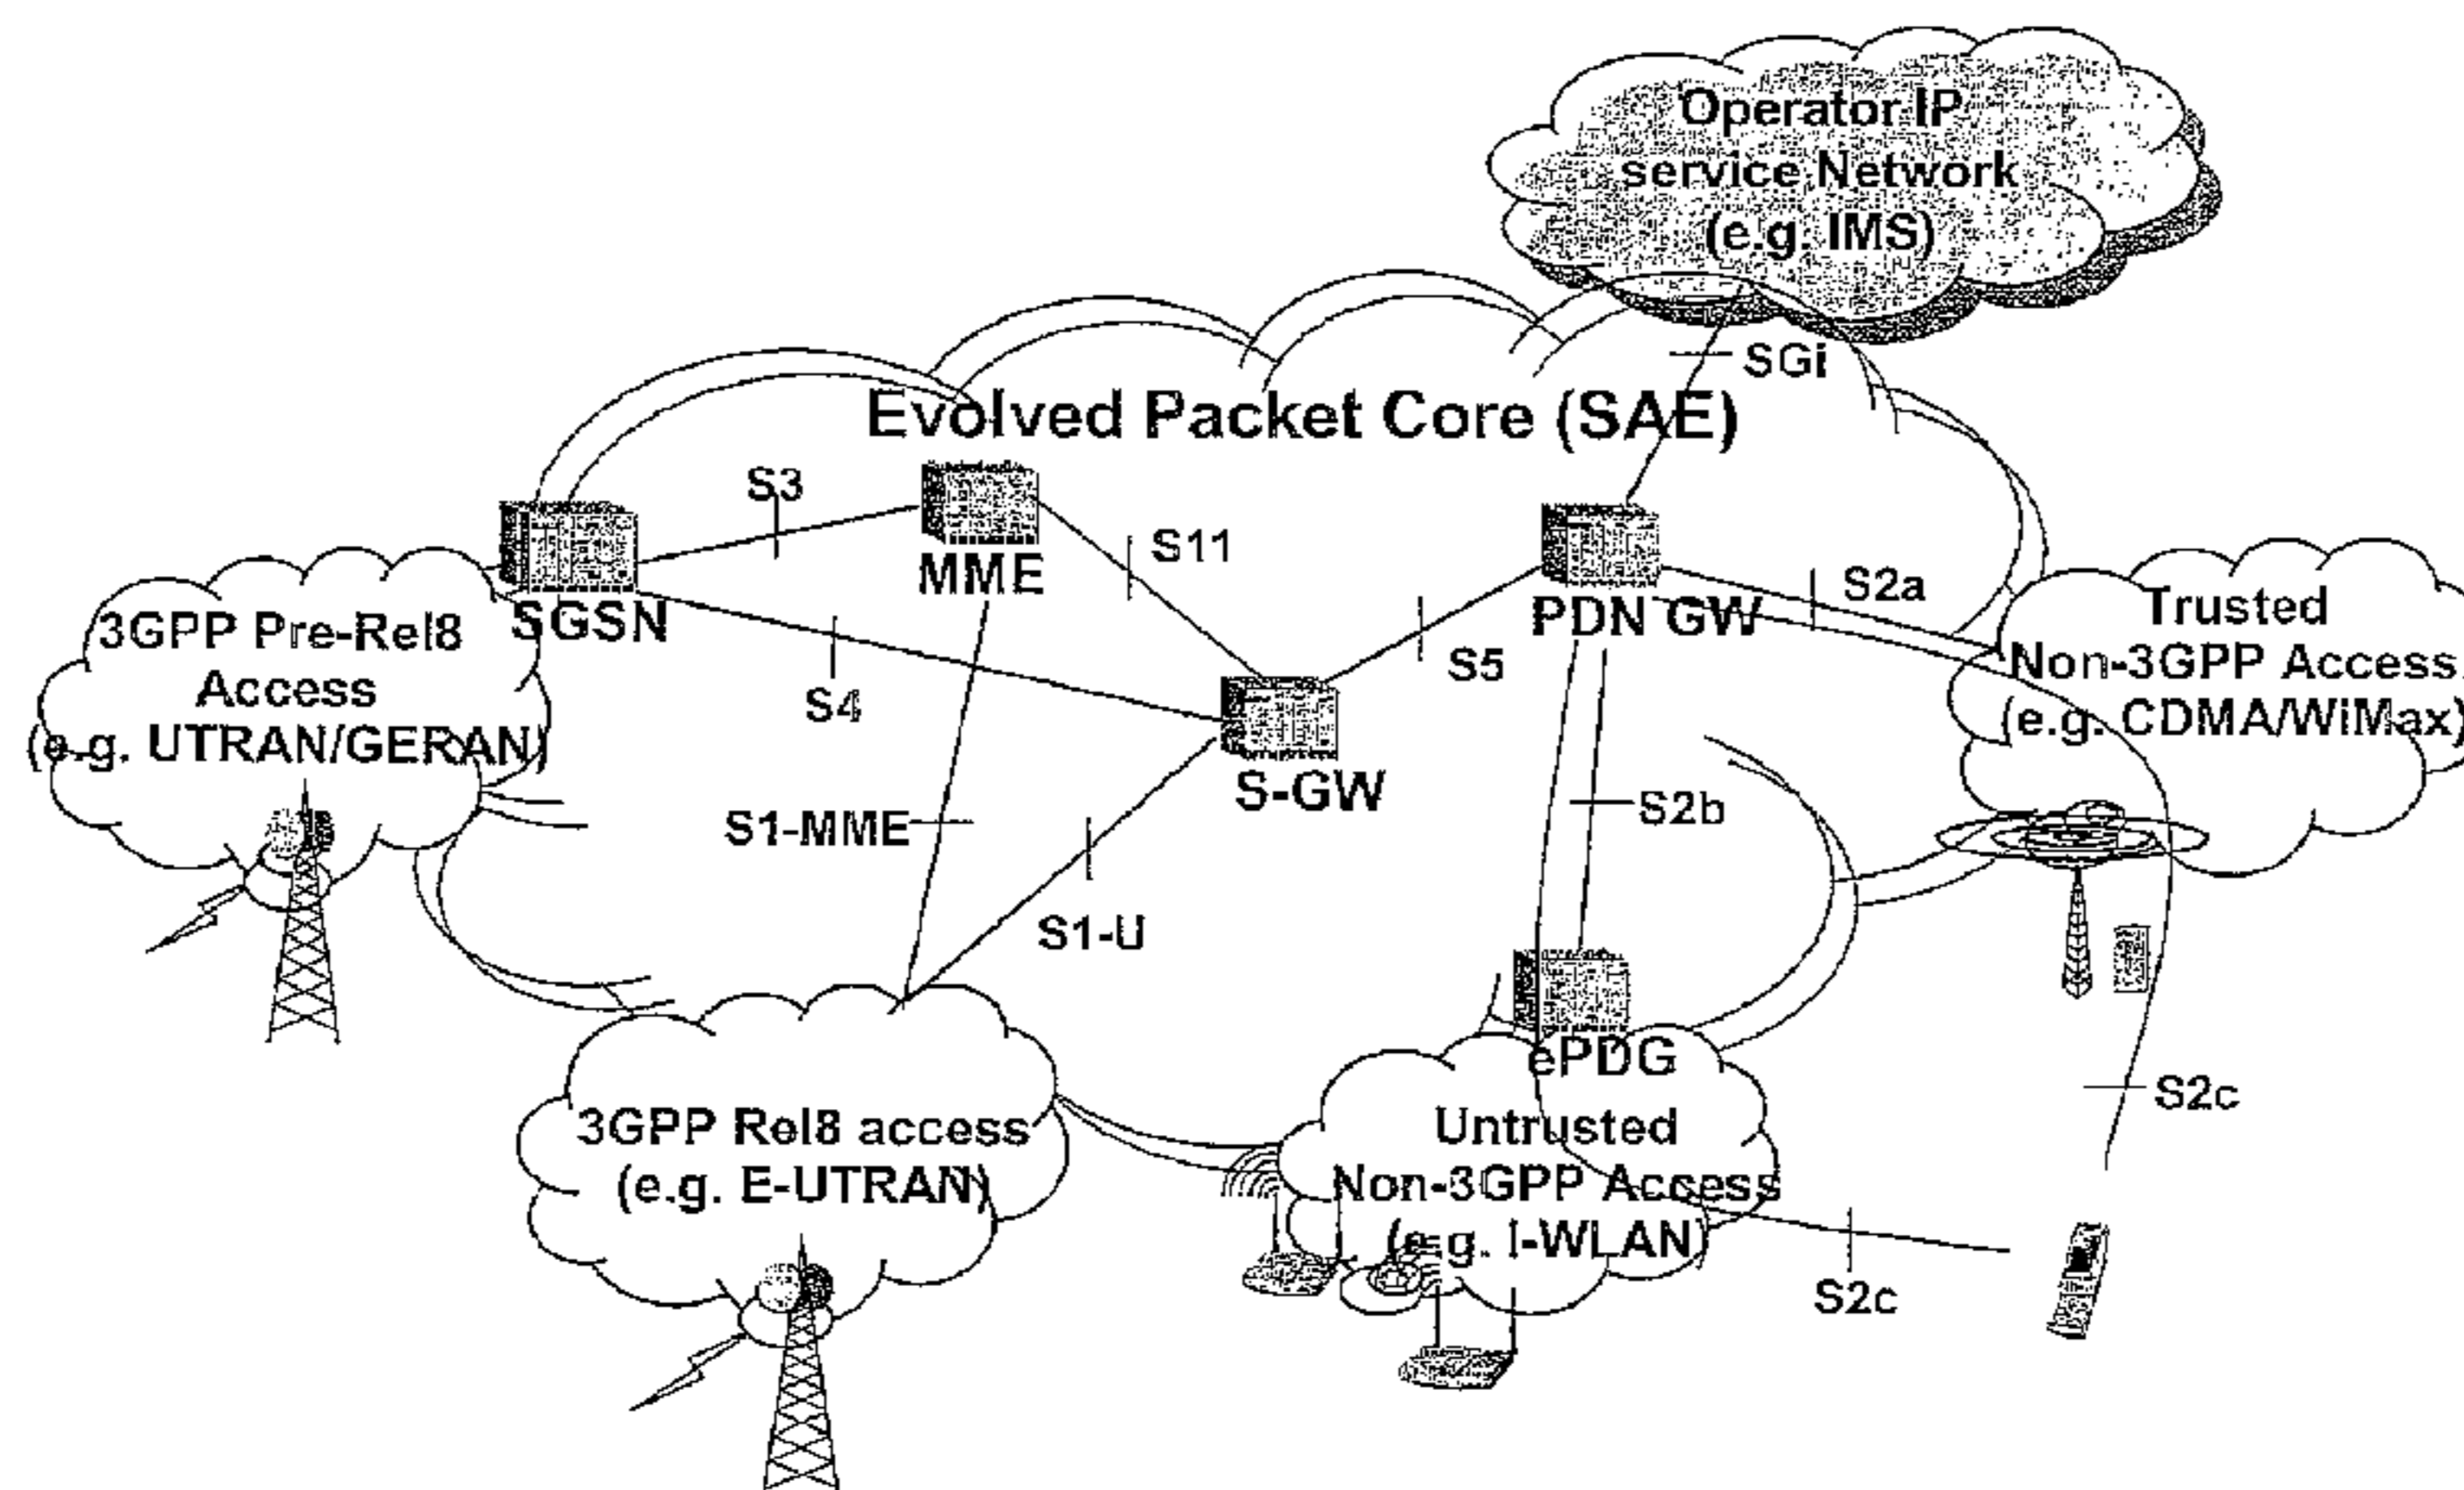 Operator IP
service Network
(e.g. IMS)
SGi
Evolved Packet Core (SAE)
S3
MME
S11
SGSN
PDN GW
S2a
S5
S4
S-GW
3GPP Pre-Rel8
Access
(e.g. UTRAN/GERAN)
Trusted
Non-3GPP Access
(e.g. CDMA/WiMax)
S1-MME
S2b
S1-U
ePDG
S2c
3GPP Rel8 access
(e.g. E-UTRAN)
Untrusted
Non-3GPP Access
(e.g. I-WLAN)
S2c